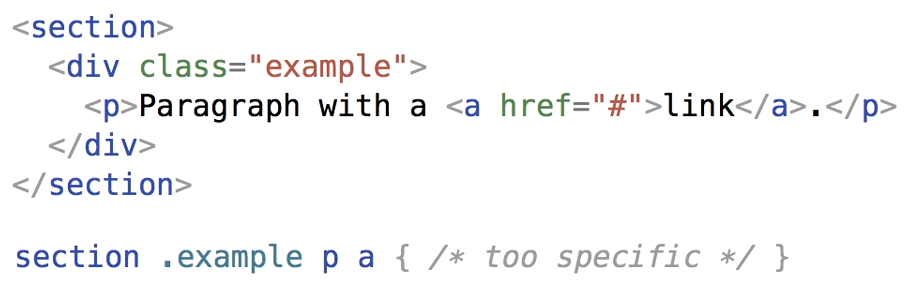 <section>
<div class="example">
<p>Paragraph with a <a href="#">link</a>.</p>
</div>
</section>
section .example p a { /* too specific */ }